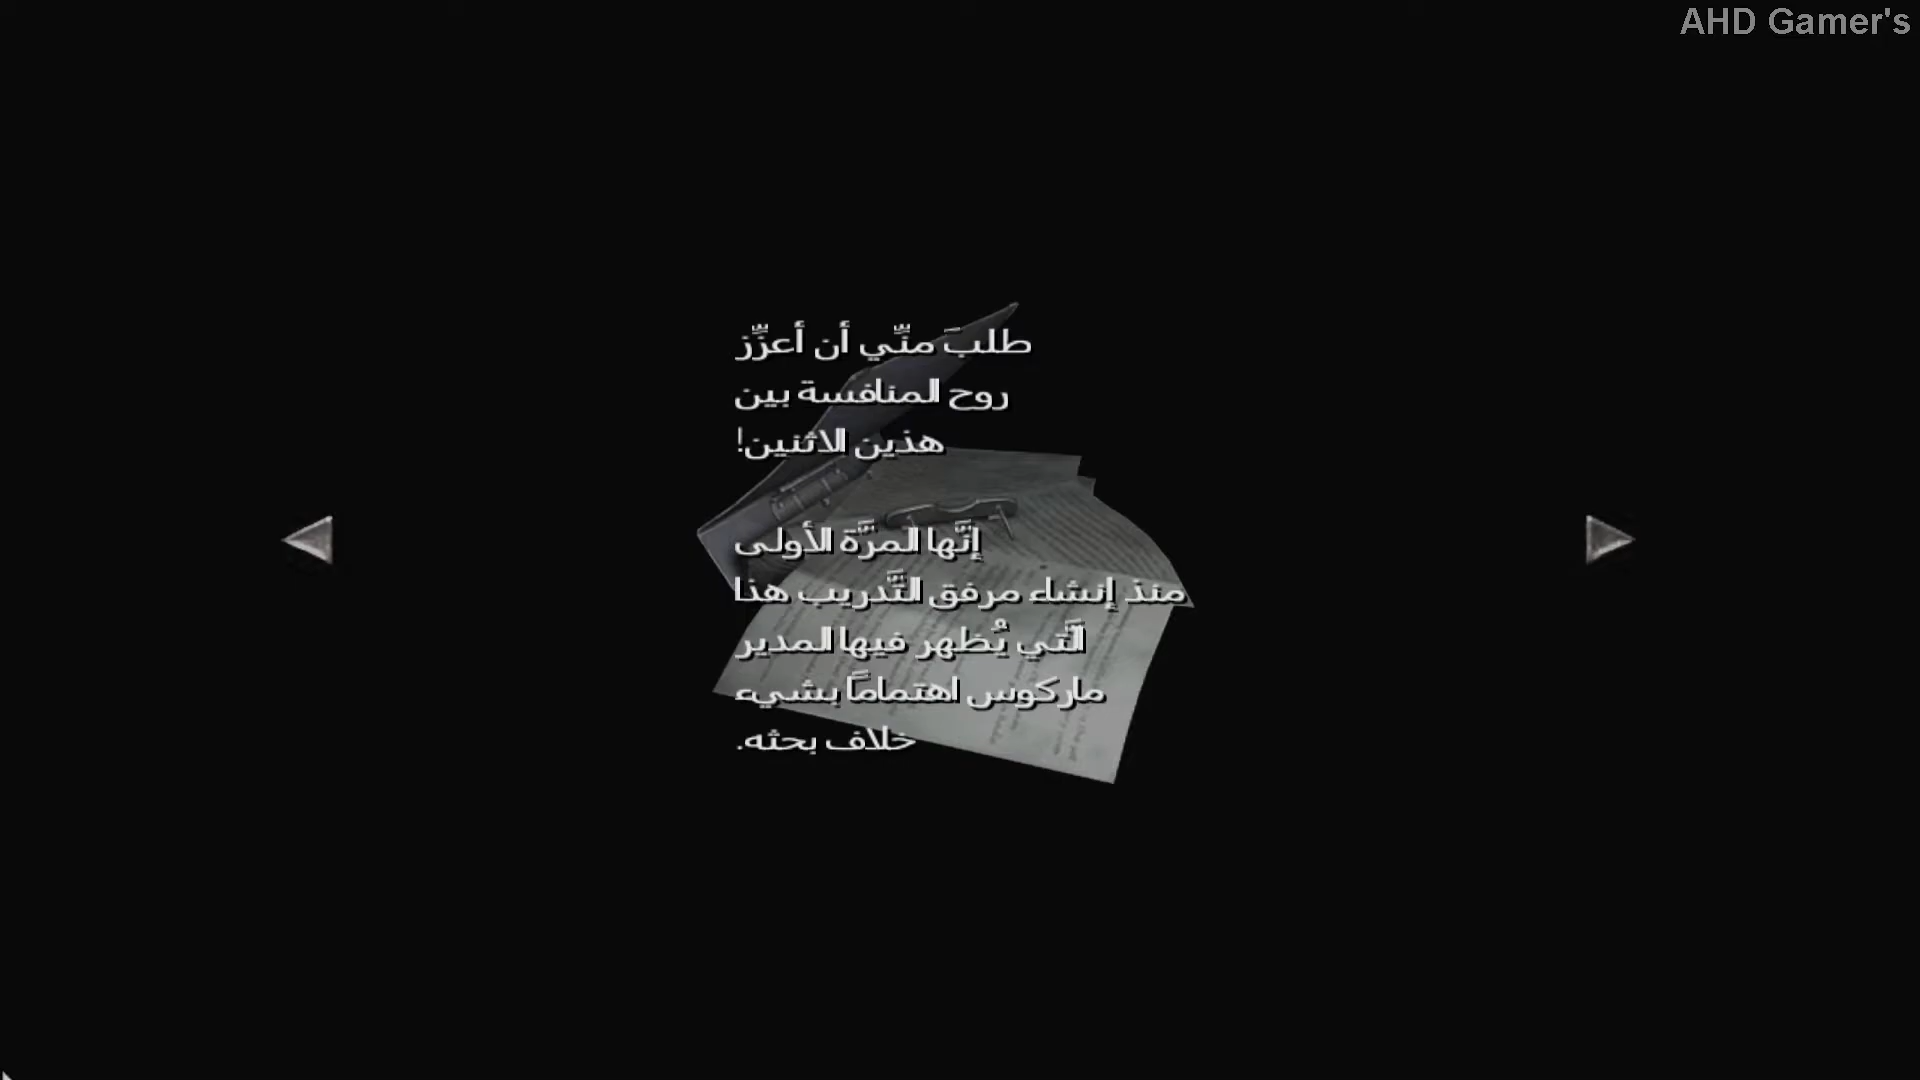 AHD Gamer's
طلبَ منِّي أن أعزِّز
روح المنافسة بين
هذين الاثنين!
إنَّها المرَّة الأولى
منذ إنشاء مرفق التَّدريب هذا
الَّتي يُظهر فيها المدير
ماركوس اهتمامًا بشيء
خلاف بحثه.